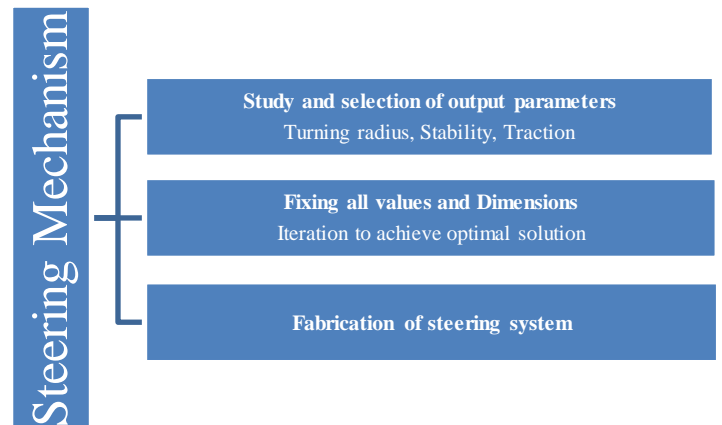 Steering Mechanism
Study and selection of output parameters
Turning radius, Stability, Traction
Fixing all values and Dimensions
Iteration to achieve optimal solution
Fabrication of steering system